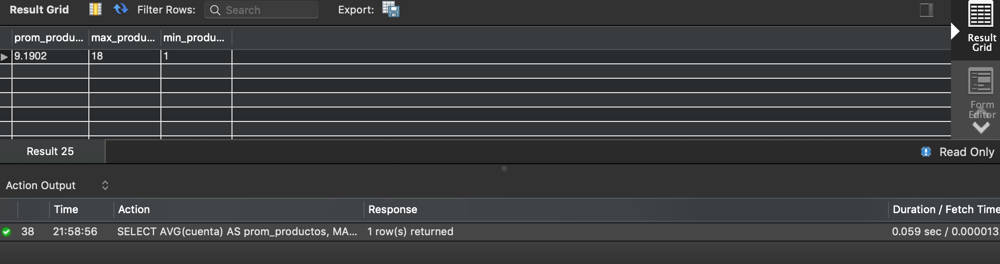 Result Grid Filter Rows: Search Export:
prom_produ... max_produ... min_produ...
9.1902 18 1
Result
Grid
Form
Editor
Result 25 Read Only
Action Output
Time Action Response Duration / Fetch Time
38 21:58:56 SELECT AVG(cuenta) AS prom_productos, MA... 1 row(s) returned 0.059 sec / 0.000013.